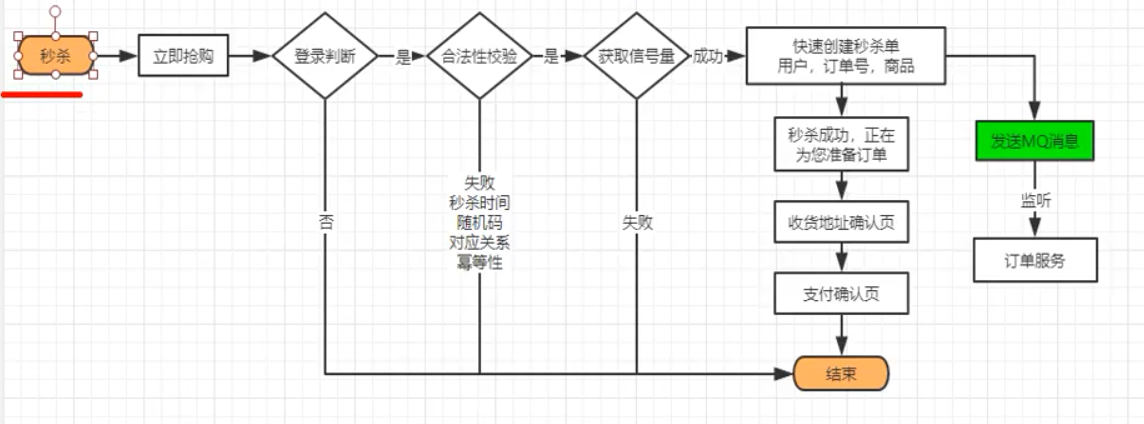 秒杀
立即抢购
登录判断
是
合法性校验
是
获取信号量
成功
快速创建秒杀单
用户，订单号，商品
秒杀成功，正在
为您准备订单
发送MQ消息
失败
秒杀时间
随机码
对应关系
幂等性
否
失败
监听
收货地址确认页
订单服务
支付确认页
结束